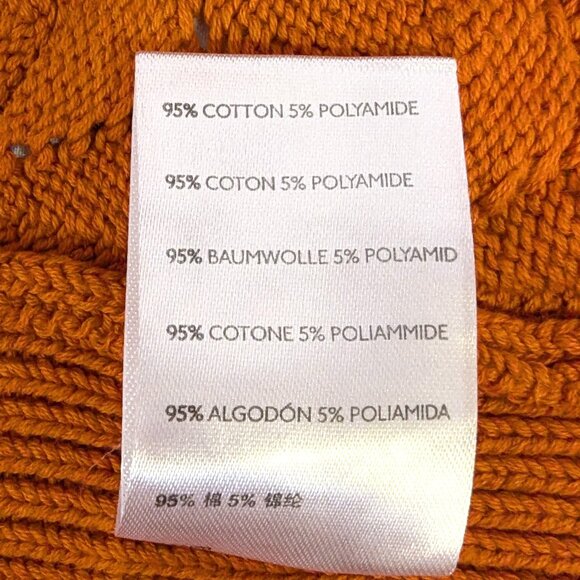 95% COTTON 5% POLYAMIDE
95% COTON 5% POLYAMIDE
95% BAUMWOLLE 5% POLYAMID
95% COTONE 5% POLIAMMIDE
95% ALGODÓN 5% POLIAMIDA
95% 棉 5% 锦纶